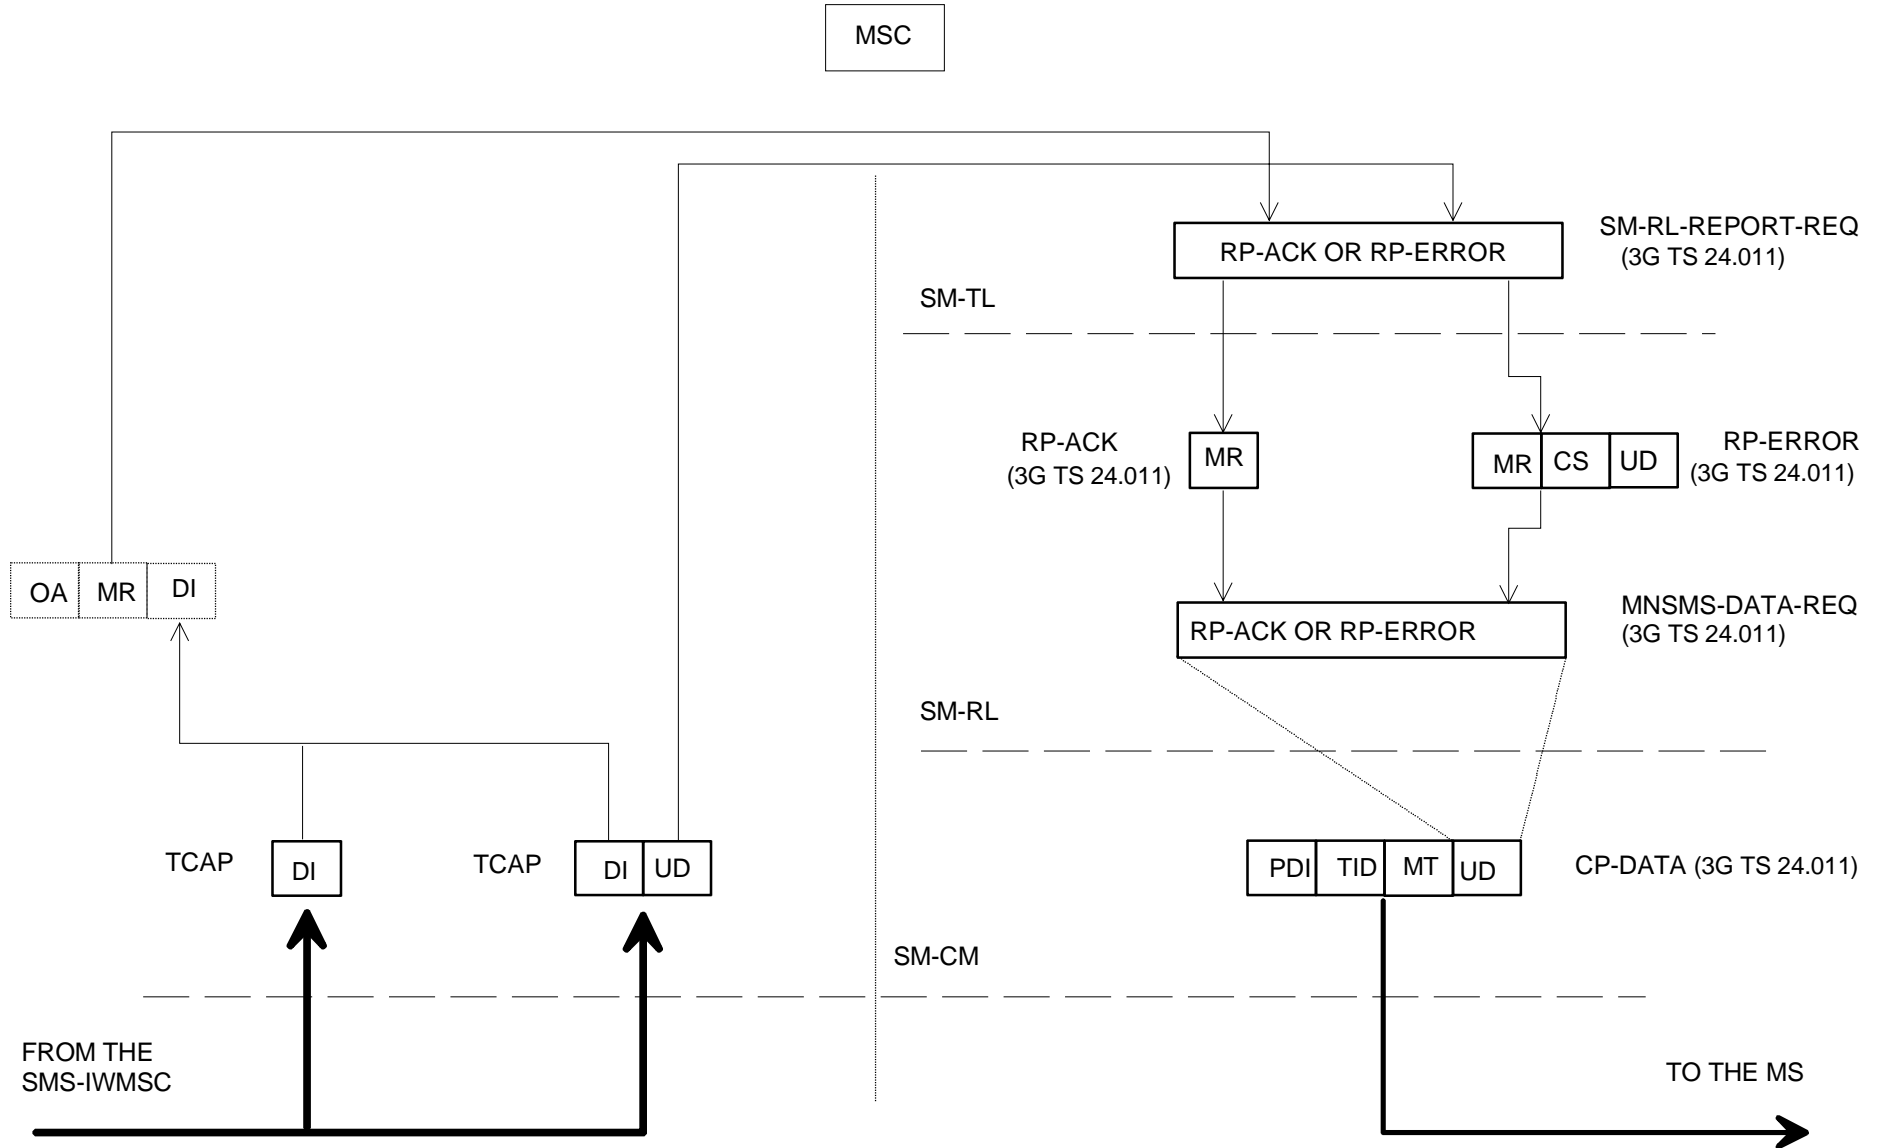 MSC
SM-RL-REPORT-REQ
(3G TS 24.011)
RP-ACK OR RP-ERROR
SM-TL
RP-ACK
(3G TS 24.011)
MR
MR CS UD
RP-ERROR
(3G TS 24.011)
OA MR DI
MNSMS-DATA-REQ
(3G TS 24.011)
RP-ACK OR RP-ERROR
SM-RL
TCAP
DI
TCAP
DI UD
PDI TID MT UD
CP-DATA (3G TS 24.011)
SM-CM
FROM THE
SMS-IWMSC
TO THE MS